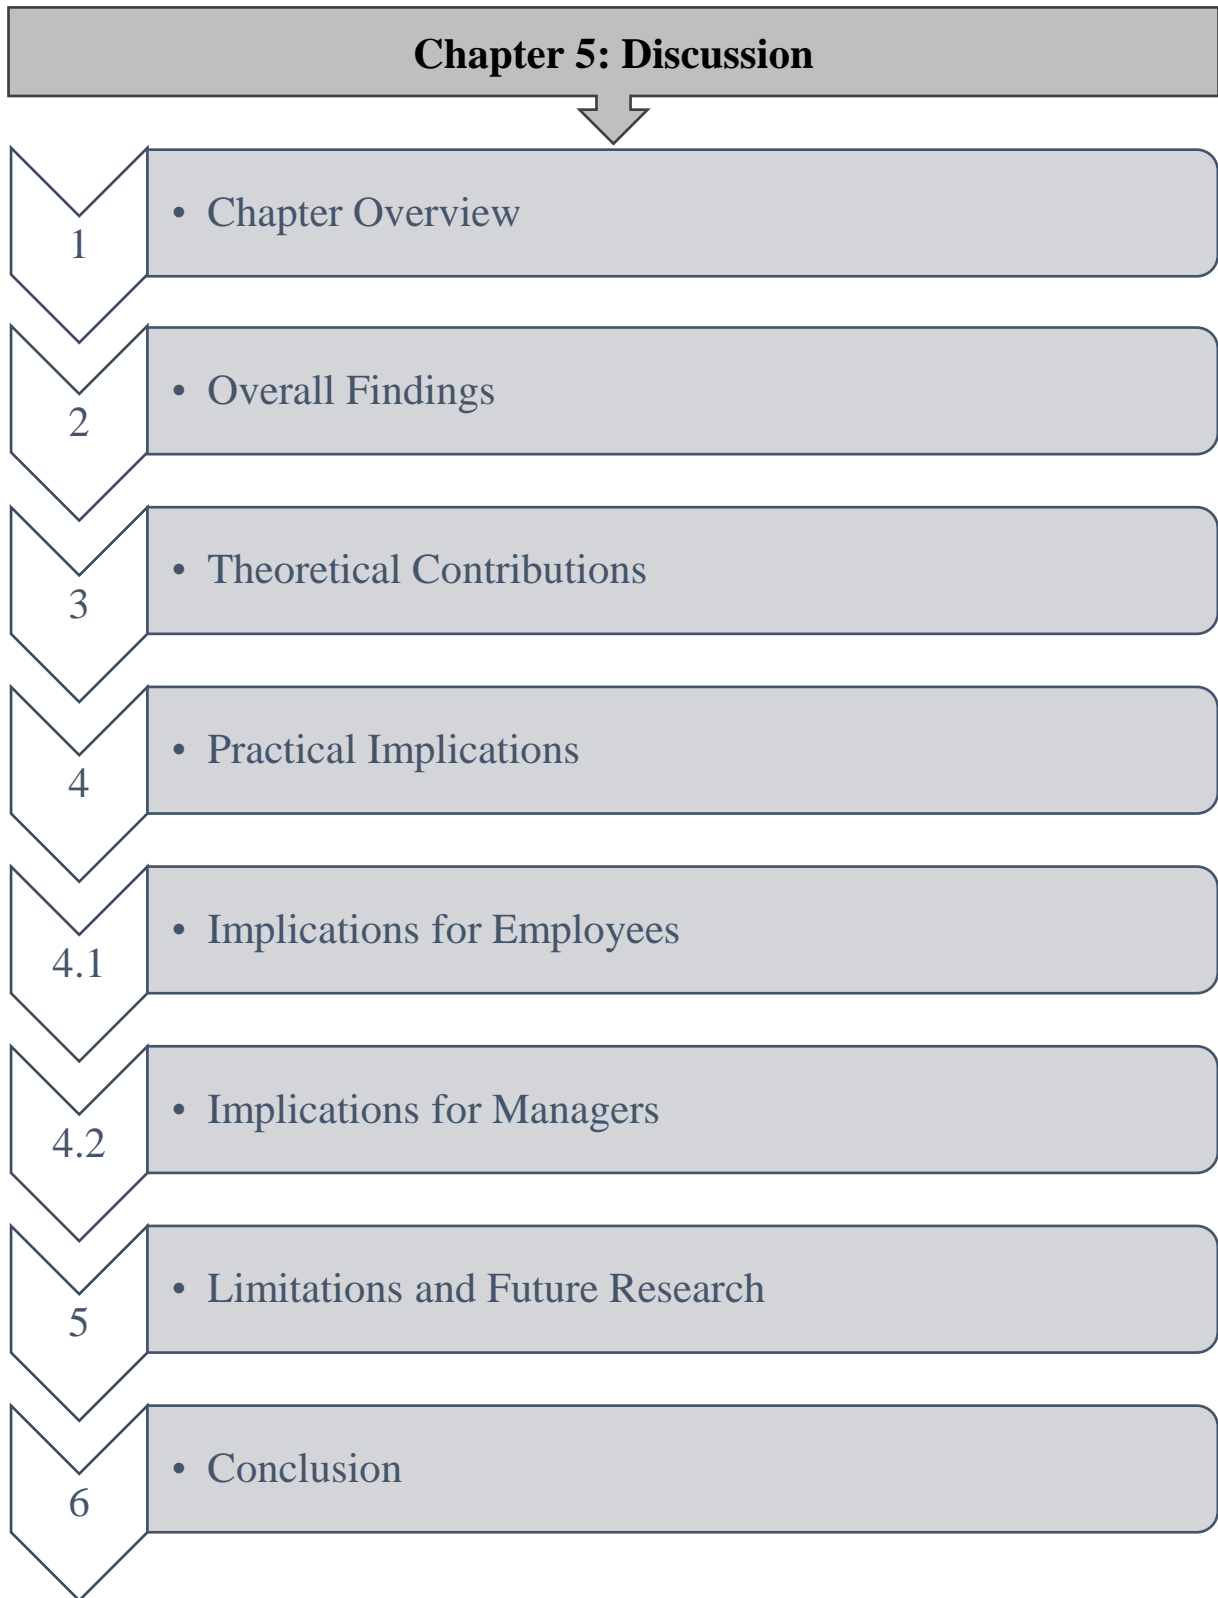 Chapter 5: Discussion
1
• Chapter Overview
2
• Overall Findings
3
• Theoretical Contributions
4
• Practical Implications
4.1
• Implications for Employees
4.2
• Implications for Managers
5
• Limitations and Future Research
6
• Conclusion